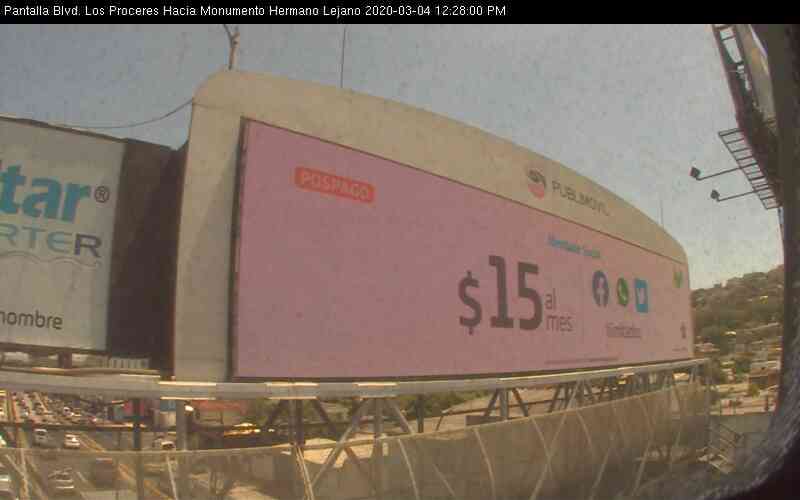 Pantalla Blvd. Los Proceres Hacia Monumento Hermano Lejano 2020-03-04 12:28:00 PM
PUBLIMOVIL
POSPAGO
tar®
RTER
nombre
$15 al
mes
Ilimitados